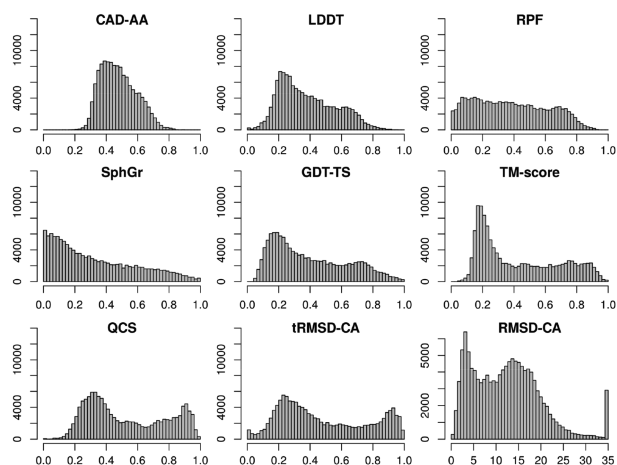 CAD-AA LDDT RPF
0 4000 10000 0 4000 10000 0 4000 10000
0.0 0.2 0.4 0.6 0.8 1.0 0.0 0.2 0.4 0.6 0.8 1.0 0.0 0.2 0.4 0.6 0.8 1.0
SphGr GDT-TS TM-score
0 4000 10000 0 4000 10000 0 4000 10000
0.0 0.2 0.4 0.6 0.8 1.0 0.0 0.2 0.4 0.6 0.8 1.0 0.0 0.2 0.4 0.6 0.8 1.0
QCS tRMSD-CA RMSD-CA
0 4000 10000 0 4000 10000 0 2000 5000
0.0 0.2 0.4 0.6 0.8 1.0 0.0 0.2 0.4 0.6 0.8 1.0 0 5 10 15 20 25 30 35